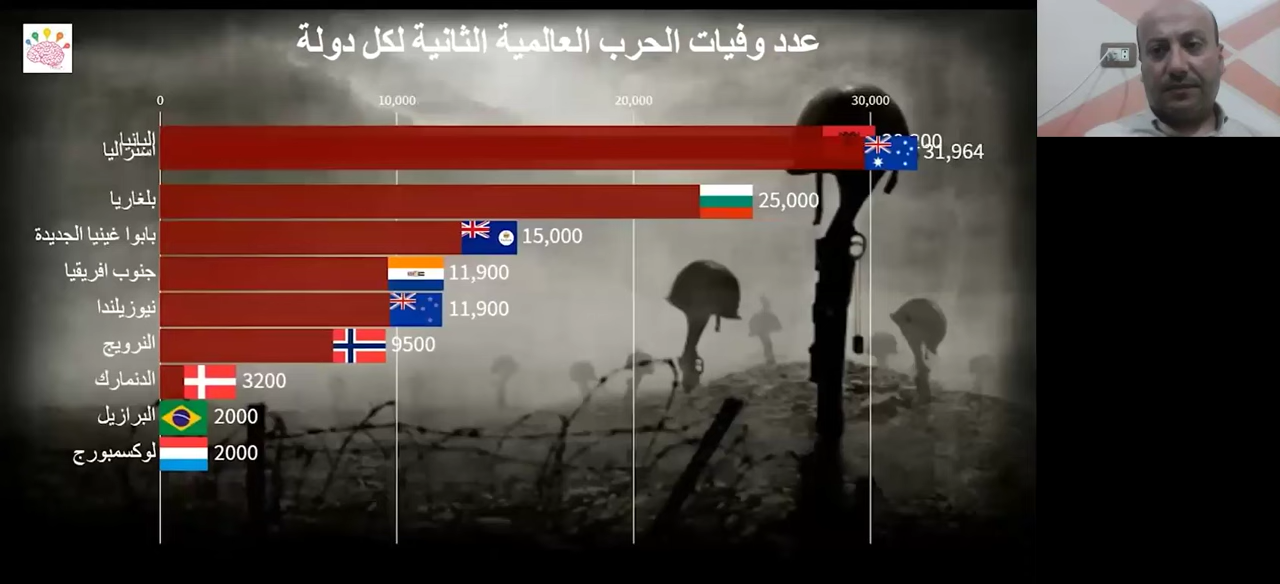 عدد وفيات الحرب العالمية الثانية لكل دولة
0 10,000 20,000 30,000
ألبانيا
استراليا 31,964
بلغاريا 25,000
بابوا غينيا الجديدة 15,000
جنوب افريقيا 11,900
نيوزيلندا 11,900
النرويج 9500
الدنمارك 3200
البرازيل 2000
لوكسمبورج 2000